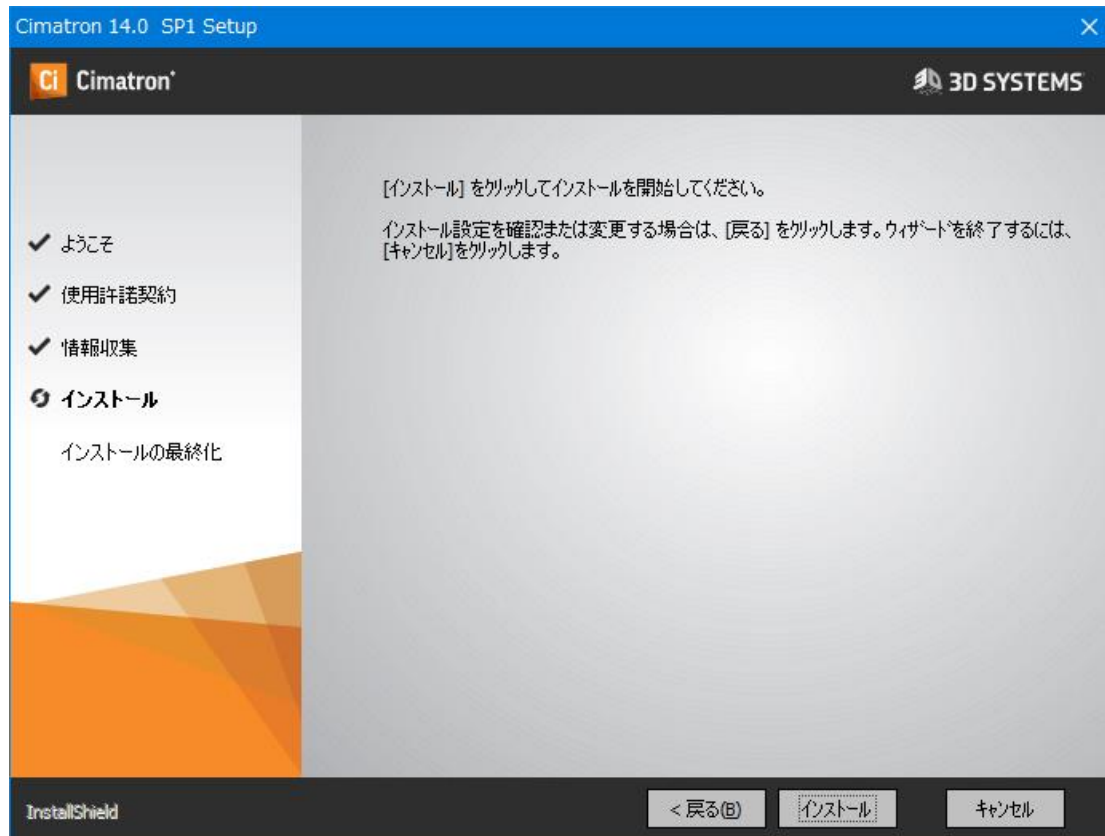 Cimatron 14.0 SP1 Setup
Ci Cimatron
3D SYSTEMS
ようこそ
使用許諾契約
情報収集
インストール
インストールの最終化
[インストール] をクリックしてインストールを開始してください。
インストール設定を確認または変更する場合は、[戻る] をクリックします。ウィザードを終了するには、
[キャンセル]をクリックします。
InstallShield
< 戻る(B)
インストール
キャンセル